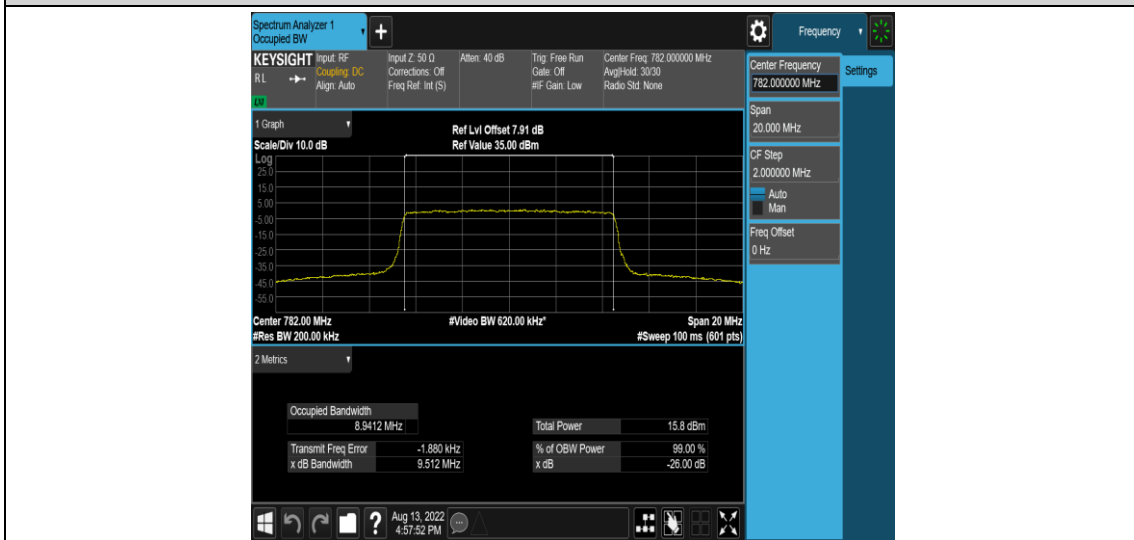 Spectrum Analyzer 1
Occupied BW
+
Frequency
KEYSIGHT
RL
LXI
Input: RF
Coupling: DC
Align: Auto
Input Z: 50 Ω
Corrections: Off
Freq Ref: Int (S)
Atten: 40 dB
Trig: Free Run
Gate: Off
#IF Gain: Low
Center Freq: 782.000000 MHz
Avg|Hold: 30/30
Radio Std: None
Center Frequency
782.000000 MHz
Settings
Span
20.000 MHz
CF Step
2.000000 MHz
Auto
Man
Freq Offset
0 Hz
1 Graph
Ref Lvl Offset 7.91 dB
Scale/Div 10.0 dB
Ref Value 35.00 dBm
Log
25.0
15.0
5.00
-5.00
-15.0
-25.0
-35.0
-45.0
-55.0
Center 782.00 MHz
#Video BW 620.00 kHz*
Span 20 MHz
#Res BW 200.00 kHz
#Sweep 100 ms (601 pts)
2 Metrics
Occupied Bandwidth
8.9412 MHz
Total Power 15.8 dBm
Transmit Freq Error -1.880 kHz
% of OBW Power 99.00 %
x dB Bandwidth 9.512 MHz
x dB -26.00 dB
?
Aug 13, 2022
4:57:52 PM